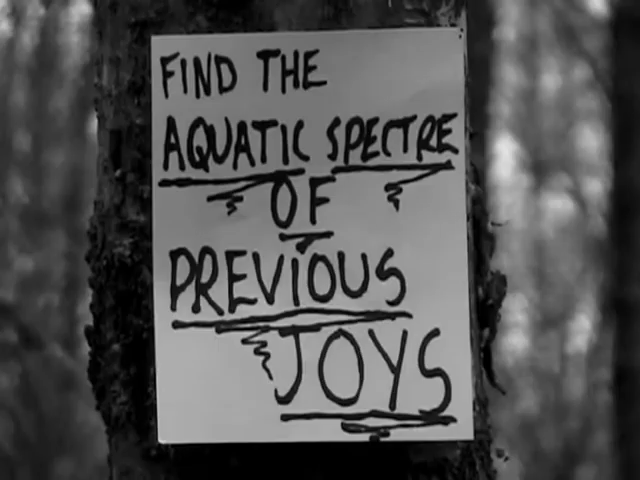 FIND THE
AQUATIC SPECTRE
OF
PREVIOUS
JOYS